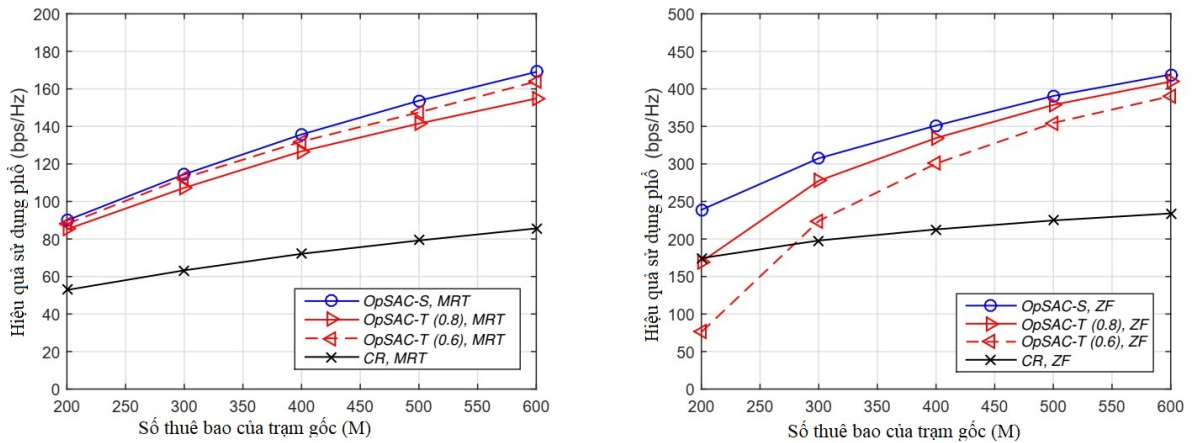 200
180
160
140
120
100
80
60
40
20
0
Hiệu quả sử dụng phổ (bps/Hz)
OpSAC-S, MRT
OpSAC-T (0.8), MRT
OpSAC-T (0.6), MRT
CR, MRT
200 250 300 350 400 450 500 550 600
Số thuê bao của trạm gốc (M)
500
450
400
350
300
250
200
150
100
50
0
Hiệu quả sử dụng phổ (bps/Hz)
OpSAC-S, ZF
OpSAC-T (0.8), ZF
OpSAC-T (0.6), ZF
CR, ZF
200 250 300 350 400 450 500 550 600
Số thuê bao của trạm gốc (M)